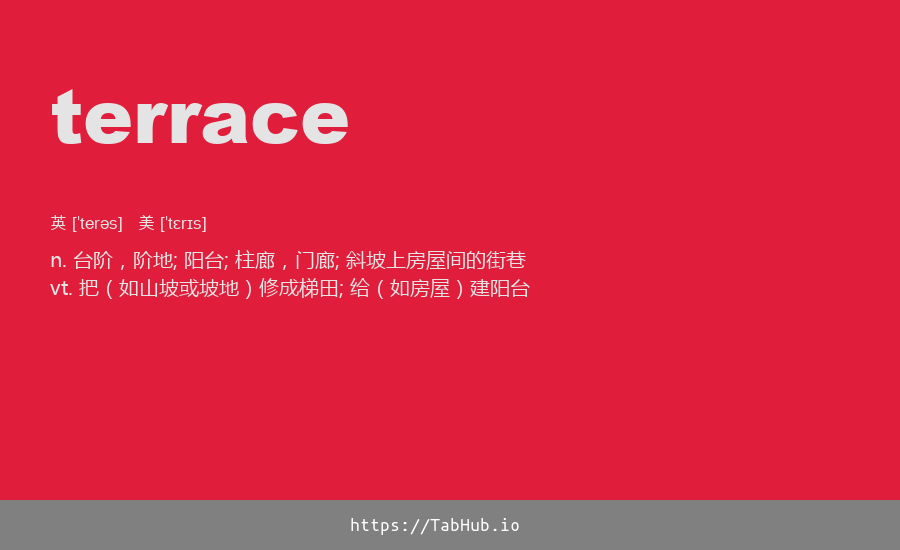 terrace
英 [ˈterəs] 美 [ˈtɛrɪs]
n. 台阶，阶地; 阳台; 柱廊，门廊; 斜坡上房屋间的街巷
vt. 把（如山坡或坡地）修成梯田; 给（如房屋）建阳台
https://TabHub.io